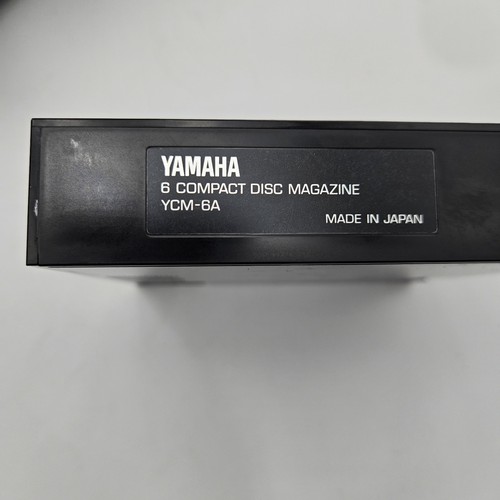 YAMAHA
6 COMPACT DISC MAGAZINE
YCM-6A
MADE IN JAPAN